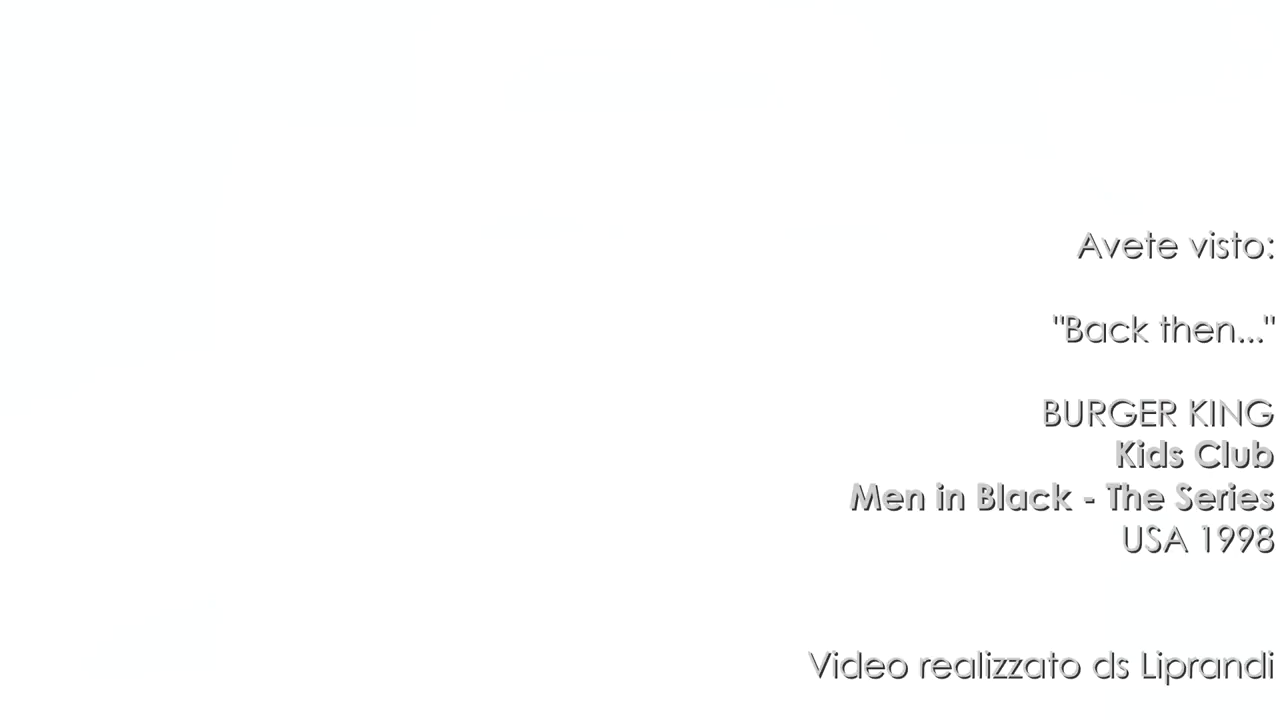 Avete visto:
"Back then..."
BURGER KING
Kids Club
Men in Black - The Series
USA 1998
Video realizzato ds Liprandi